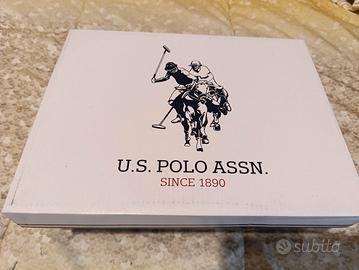 U.S. POLO ASSN.
SINCE 1890
subito